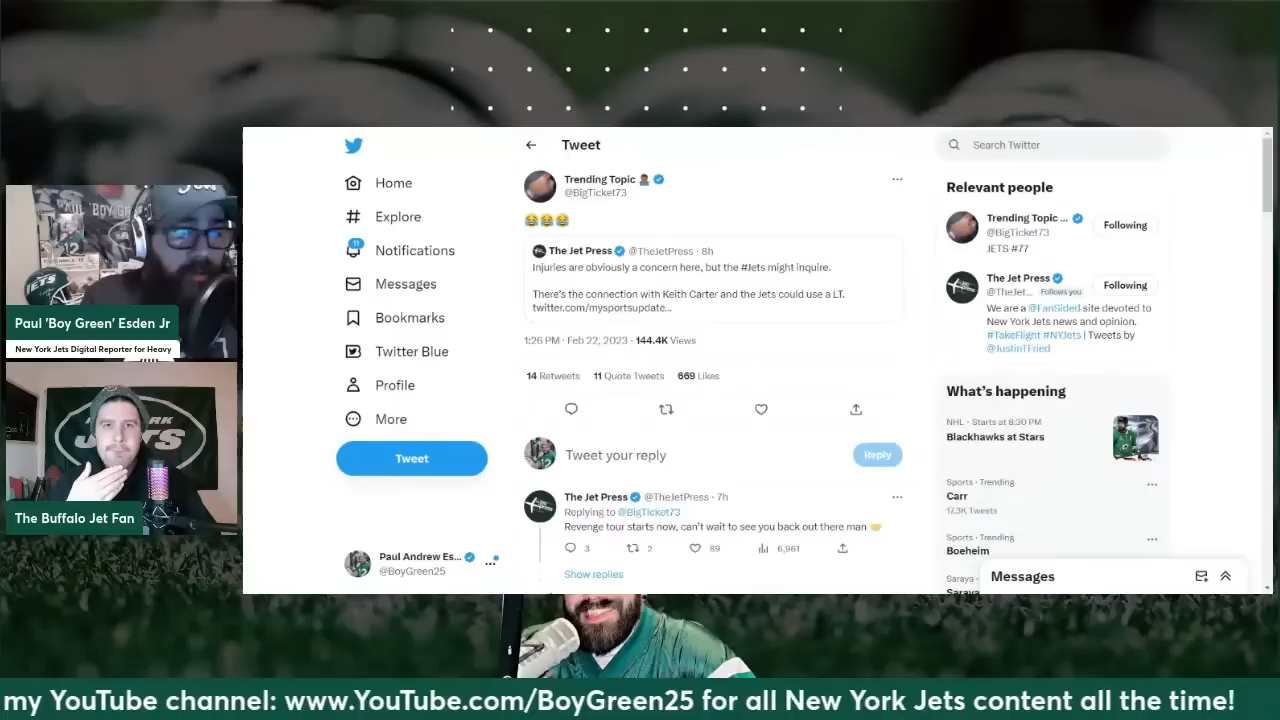 Tweet
Search Twitter
Home
Explore
11
Notifications
Messages
Bookmarks
Twitter Blue
Profile
More
Tweet
Paul Andrew Es...
@BoyGreen25
Trending Topic
@BigTicket73
😂😂😂
The Jet Press @TheJetPress · 8h
Injuries are obviously a concern here, but the #Jets might inquire.
There's the connection with Keith Carter and the Jets could use a LT.
twitter.com/mysportsupdate...
1:26 PM · Feb 22, 2023 · 144.4K Views
14 Retweets 11 Quote Tweets 669 Likes
Tweet your reply
Reply
The Jet Press @TheJetPress · 7h
Replying to @BigTicket73
Revenge tour starts now, can't wait to see you back out there man
3 2 89 6,961
Show replies
Relevant people
Trending Topic ...
@BigTicket73
Following
JETS #77
The Jet Press
@TheJet... Follows you
Following
We are a @FanSided site devoted to
New York Jets news and opinion.
#TakeFlight #NYJets | Tweets by
@JustinTFried
What's happening
NHL · Starts at 8:30 PM
Blackhawks at Stars
Sports · Trending
Carr
17.3K Tweets
Sports · Trending
Boeheim
Saraya
Messages
JETS
12
Paul 'Boy Green' Esden Jr
New York Jets Digital Reporter for Heavy
JETS
The Buffalo Jet Fan
my YouTube channel: www.YouTube.com/BoyGreen25 for all New York Jets content all the time!